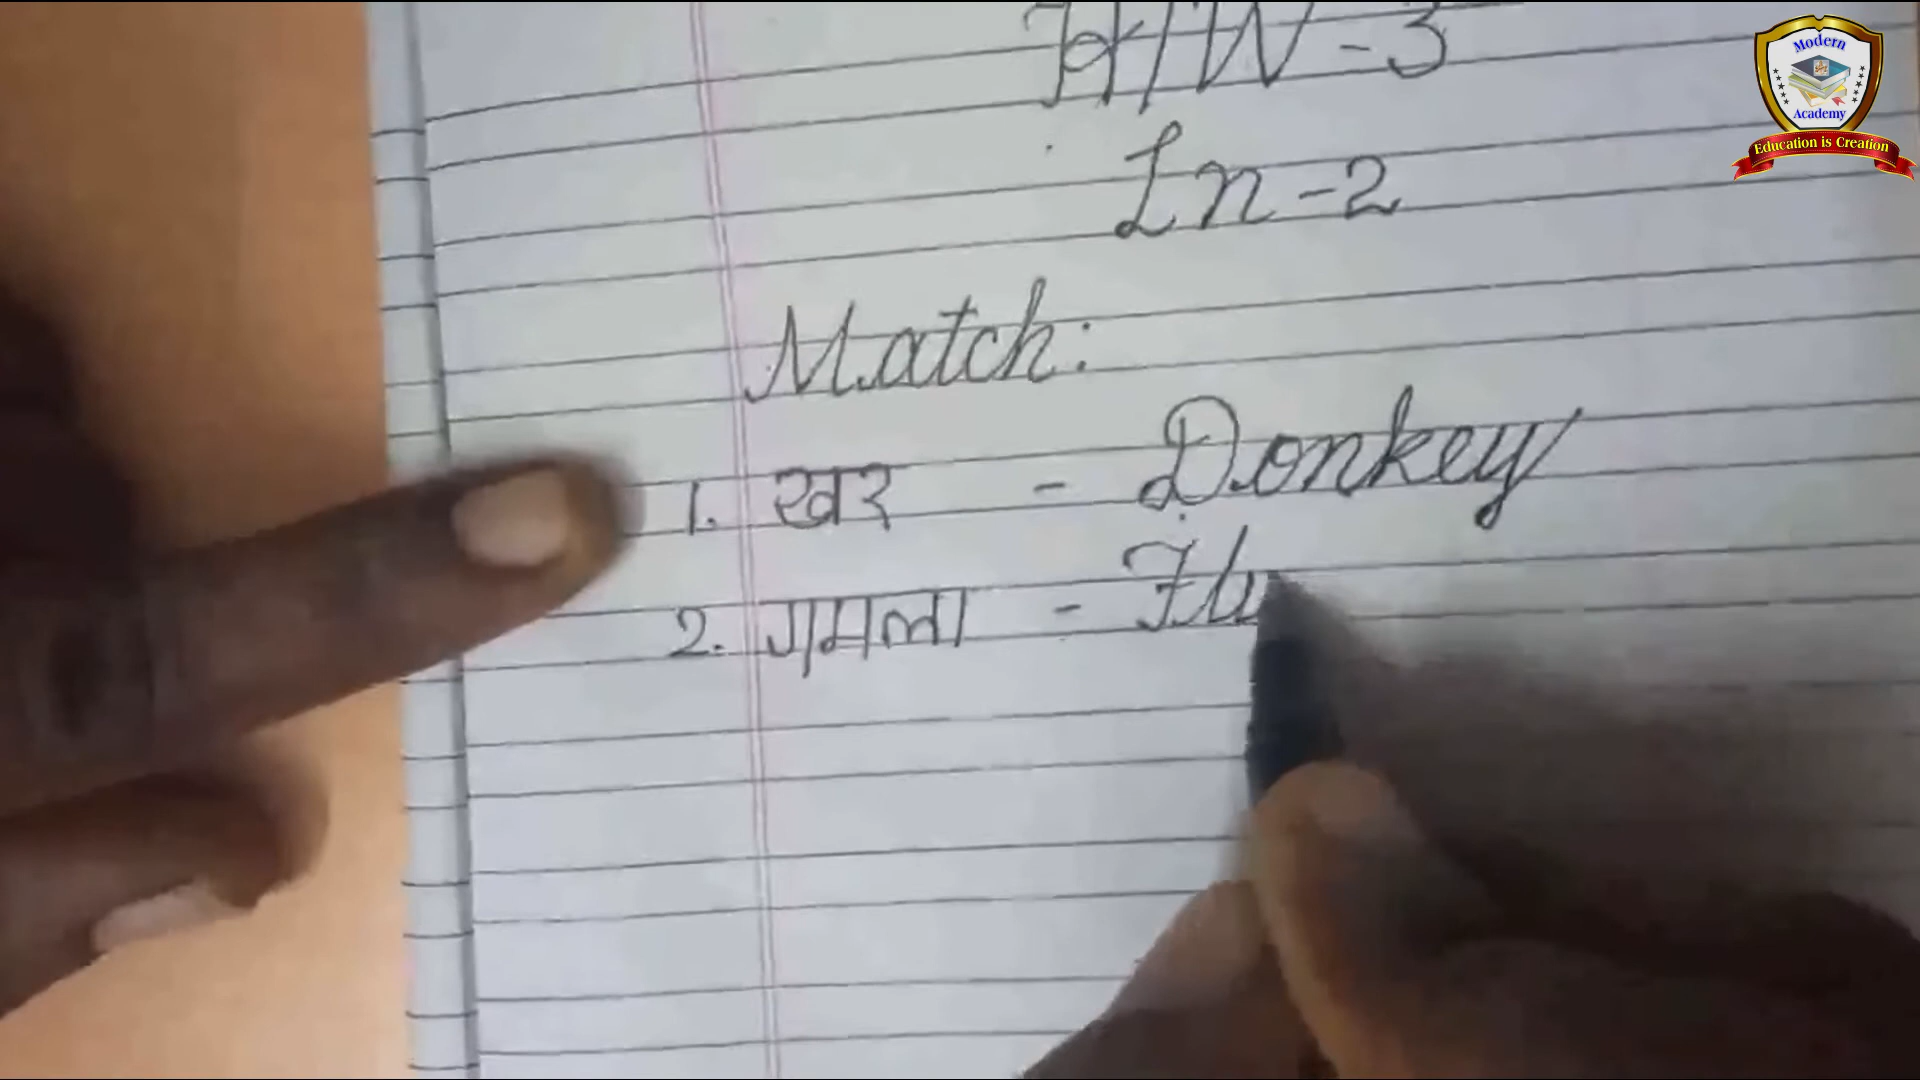 H/W - 3
Ln - 2
Match:
1. खर - Donkey
2. गमला - Fl
Modern
Academy
Education is Creation